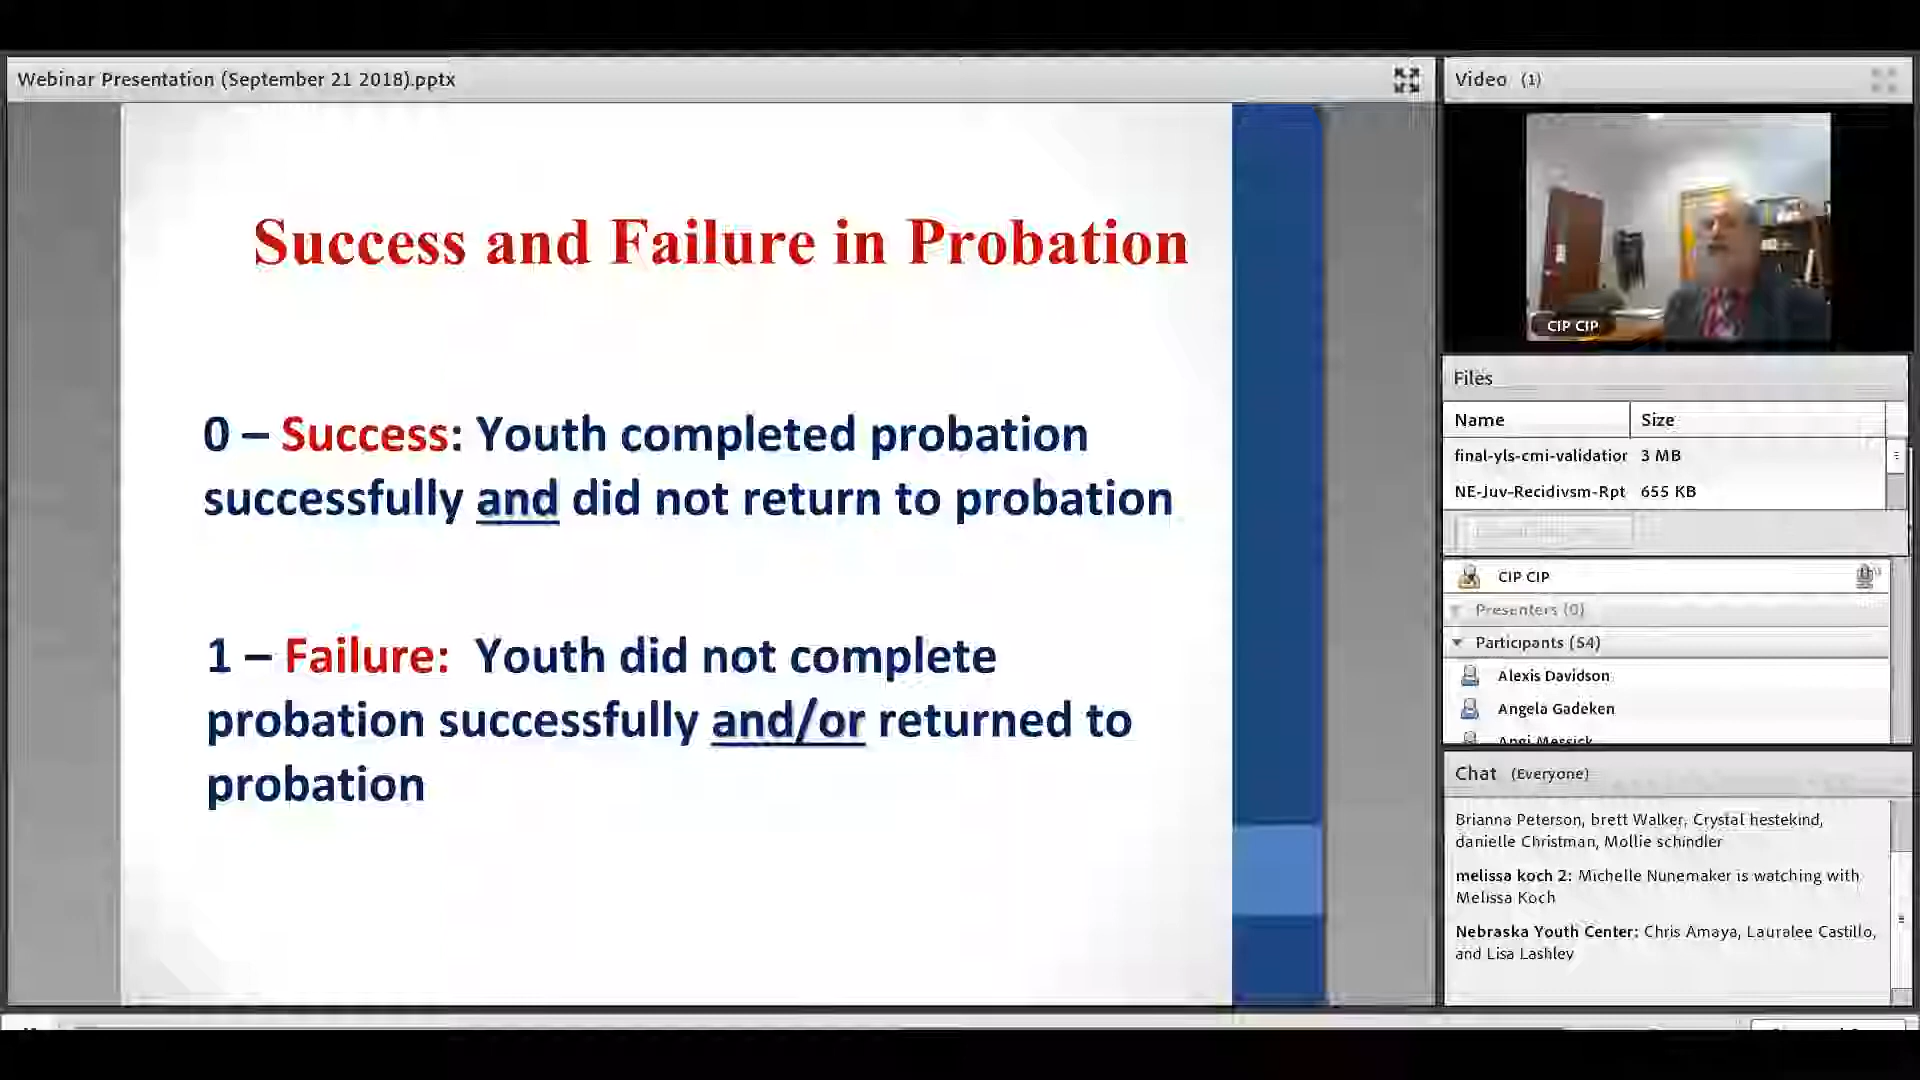 Webinar Presentation (September 21 2018).pptx
Success and Failure in Probation
0 – Success: Youth completed probation
successfully and did not return to probation
1 – Failure: Youth did not complete
probation successfully and/or returned to
probation
Video (1)
CIP CIP
Files
Name Size
final-yls-cmi-validation 3 MB
NE-Juv-Recidivsm-Rpt 655 KB
CIP CIP
Presenters (0)
Participants (54)
Alexis Davidson
Angela Gadeken
Angi Messick
Chat (Everyone)
Brianna Peterson, brett Walker, Crystal hestekind,
danielle Christman, Mollie schindler
melissa koch 2: Michelle Nunemaker is watching with
Melissa Koch
Nebraska Youth Center: Chris Amaya, Lauralee Castillo,
and Lisa Lashley